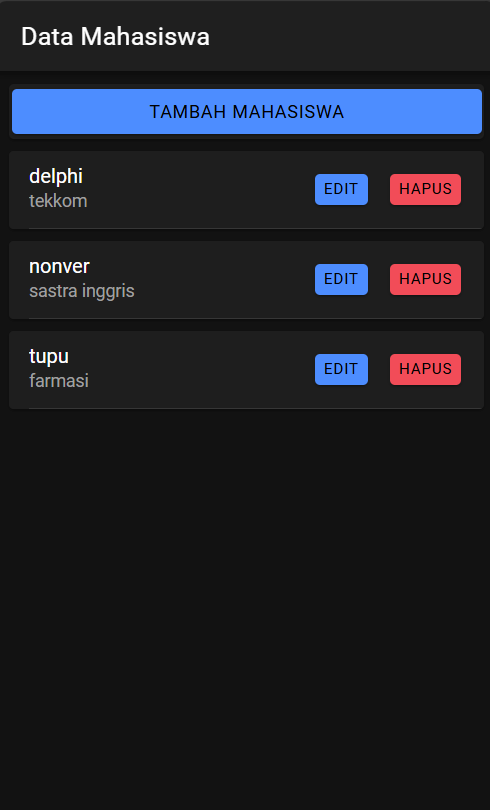 Data Mahasiswa
TAMBAH MAHASISWA
delphi
tekkom
EDIT HAPUS
nonver
sastra inggris
EDIT HAPUS
tupu
farmasi
EDIT HAPUS